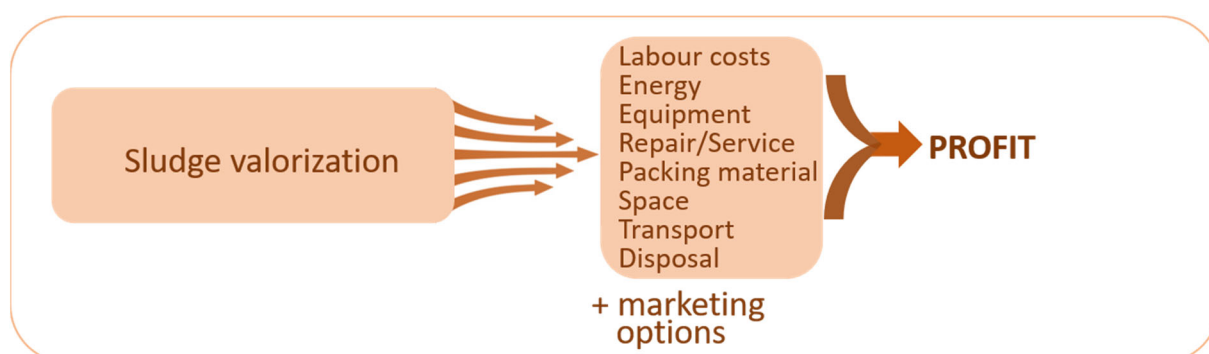 Sludge valorization
Labour costs
Energy
Equipment
Repair/Service
Packing material
Space
Transport
Disposal
+ marketing
options
PROFIT